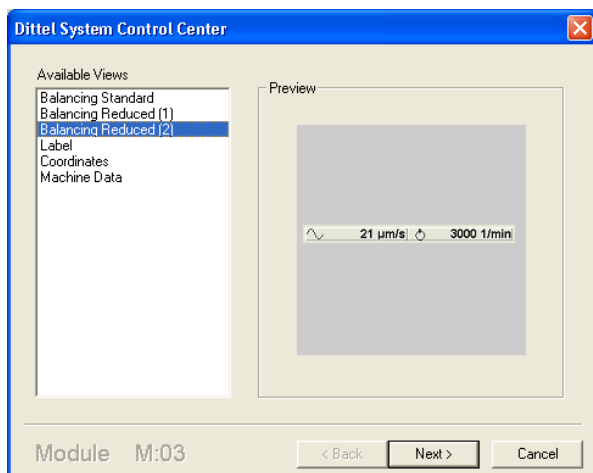 Dittel System Control Center
Available Views
Balancing Standard
Balancing Reduced (1)
Balancing Reduced (2)
Label
Coordinates
Machine Data
Preview
21 µm/s 3000 1/min
Module M:03
< Back Next > Cancel